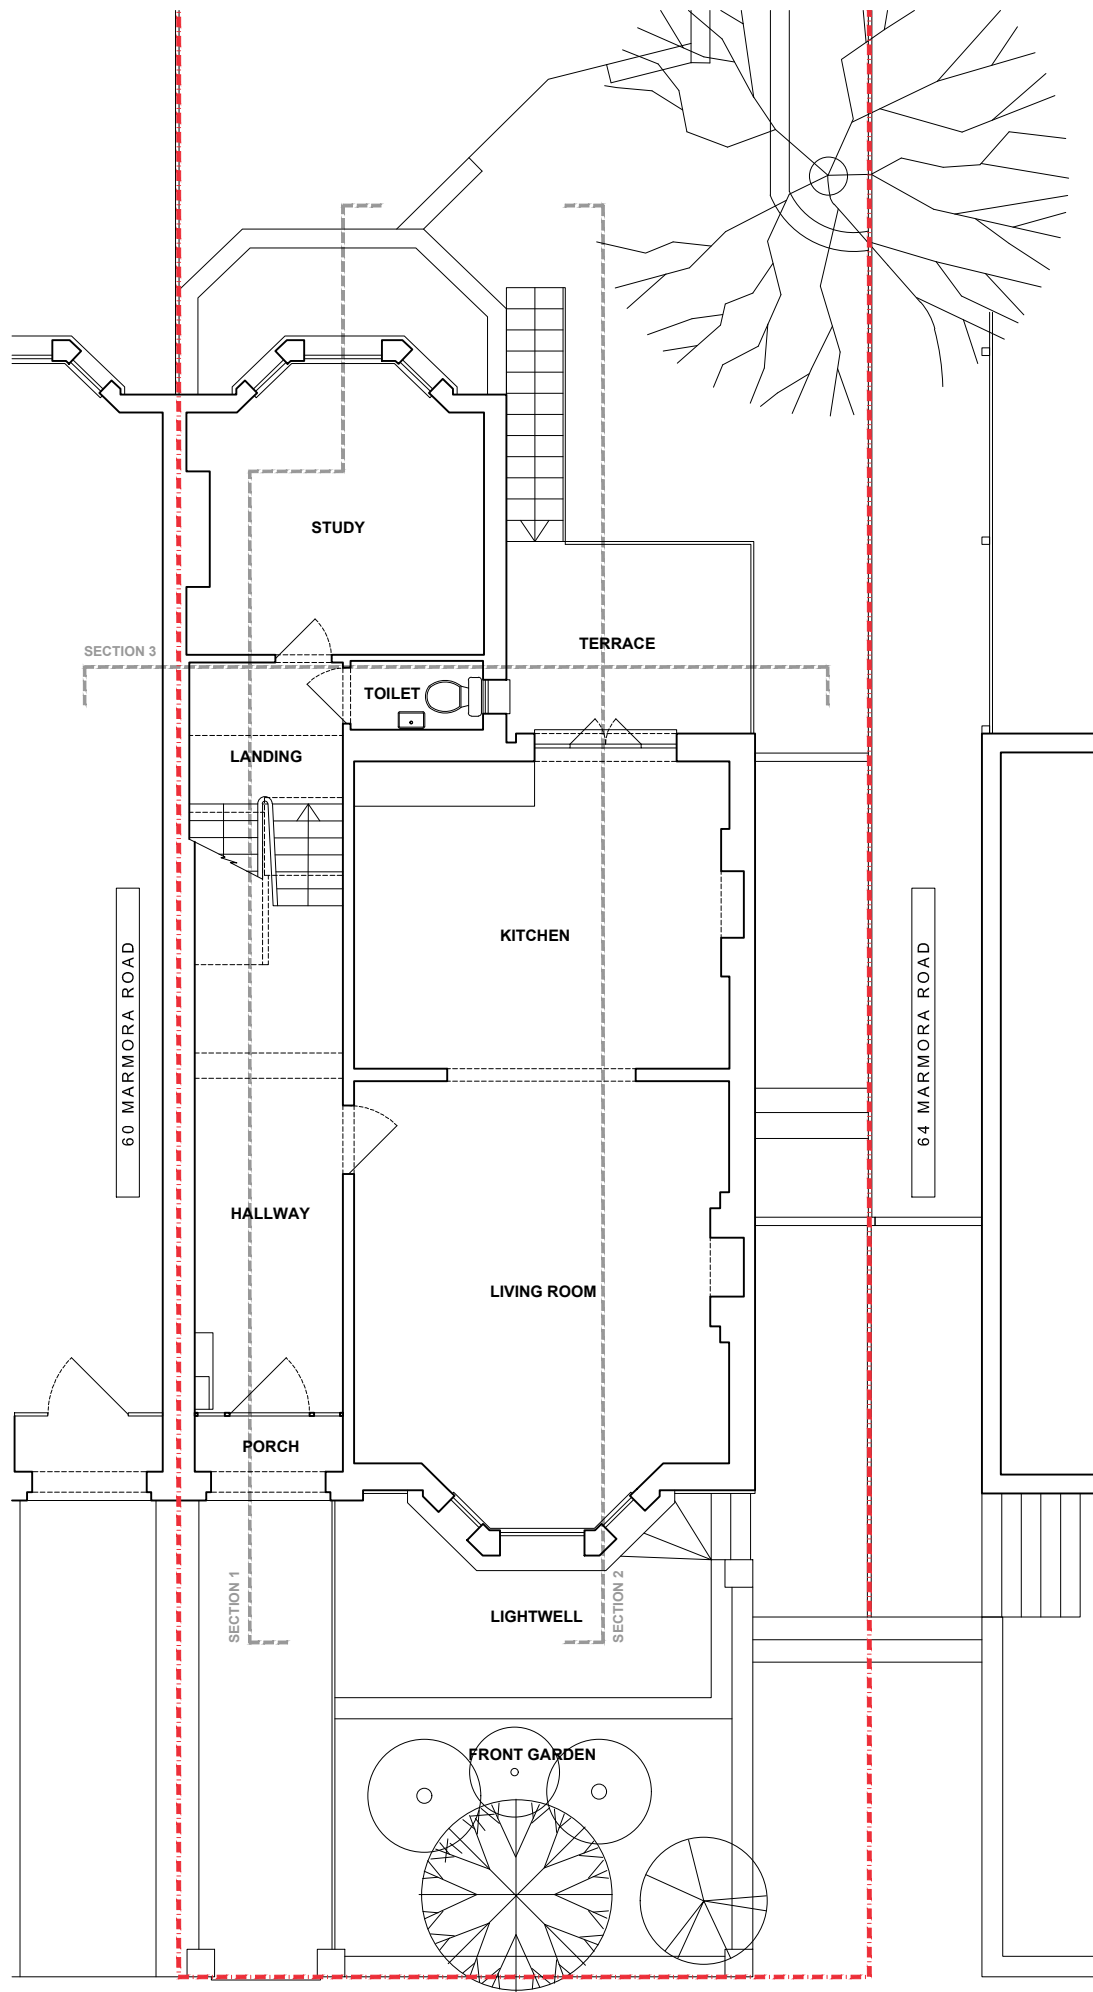 STUDY
SECTION 3
TERRACE
TOILET
LANDING
KITCHEN
60 MARMORA ROAD
64 MARMORA ROAD
HALLWAY
LIVING ROOM
PORCH
SECTION 1
SECTION 2
LIGHTWELL
FRONT GARDEN